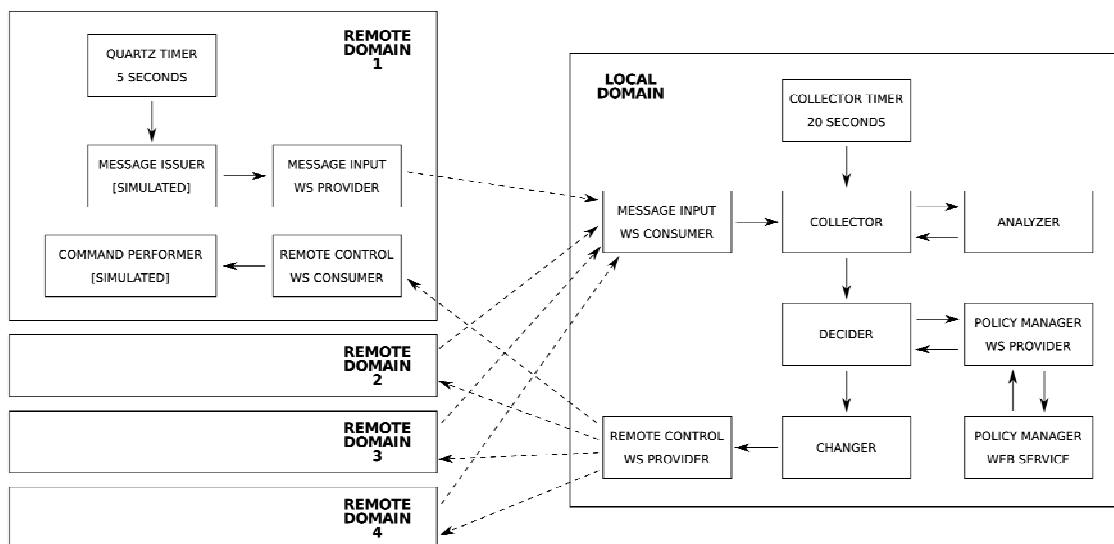 REMOTE
DOMAIN
1
QUARTZ TIMER
5 SECONDS
MESSAGE ISSUER
[SIMULATED]
MESSAGE INPUT
WS PROVIDER
COMMAND PERFORMER
[SIMULATED]
REMOTE CONTROL
WS CONSUMER
REMOTE
DOMAIN
2
REMOTE
DOMAIN
3
REMOTE
DOMAIN
4
LOCAL
DOMAIN
COLLECTOR TIMER
20 SECONDS
MESSAGE INPUT
WS CONSUMER
COLLECTOR
ANALYZER
DECIDER
POLICY MANAGER
WS PROVIDER
REMOTE CONTROL
WS PROVIDER
CHANGER
POLICY MANAGER
WEB SERVICE